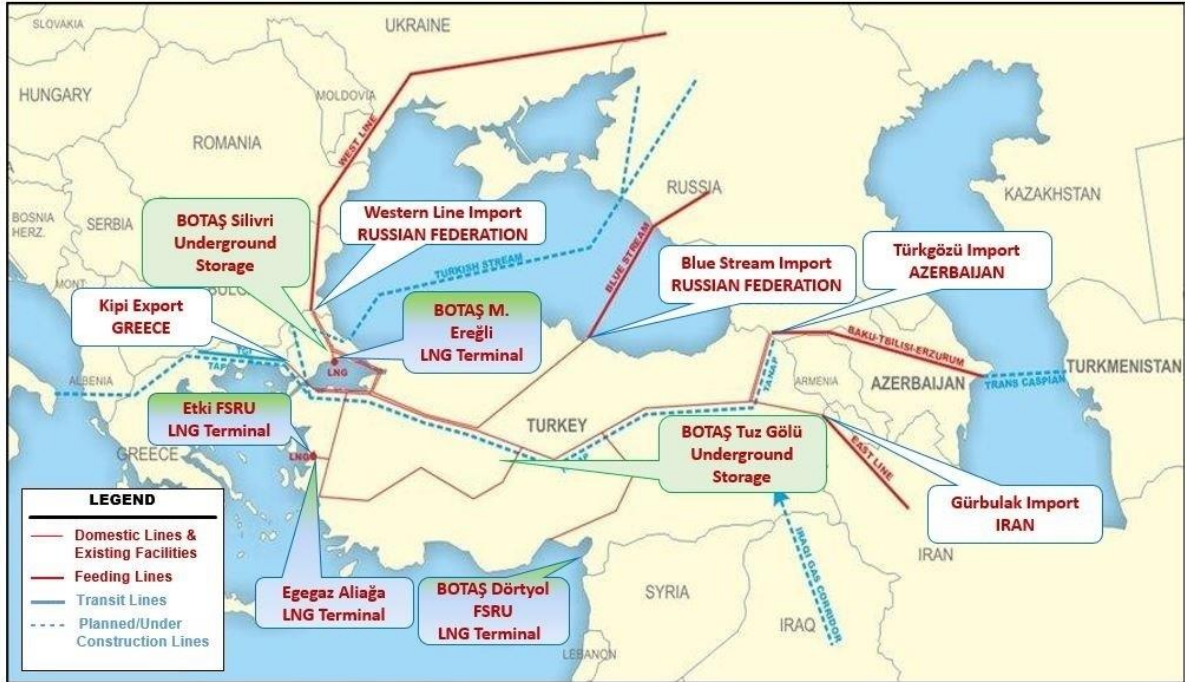 SLOVAKIA
UKRAINE
HUNGARY
MOLDOVIA
ROMANIA
WEST LINE
KAZAKHSTAN
RUSSIA
BOSNIA
HERZ.
SERBIA
BOTAŞ Silivri
Underground
Storage
Western Line Import
RUSSIAN FEDERATION
Türkgözü Import
AZERBAIJAN
MONT.
TURKISH STREAM
BLUE STREAM
Blue Stream Import
RUSSIAN FEDERATION
Kipi Export
GREECE
BOTAŞ M.
Ereğli
LNG Terminal
LNG
TAP
ALBENIA
BAKU-TBILISI-ERZURUM
TURKMENISTAN
TRANS CASPIAN
TANAP
ARMENIA
AZERBAIJAN
Etki FSRU
LNG Terminal
TURKEY
BOTAŞ Tuz Gölü
Underground
Storage
EAST LINE
GREECE
LNG
Gürbulak Import
IRAN
LEGEND
Domestic Lines &
Existing Facilities
Feeding Lines
Transit Lines
Planned/Under
Construction Lines
IRAQI GAS CORRIDOR
IRAN
Egegaz Aliağa
LNG Terminal
BOTAŞ Dörtyol
FSRU
LNG Terminal
SYRIA
IRAQ
LEBANON